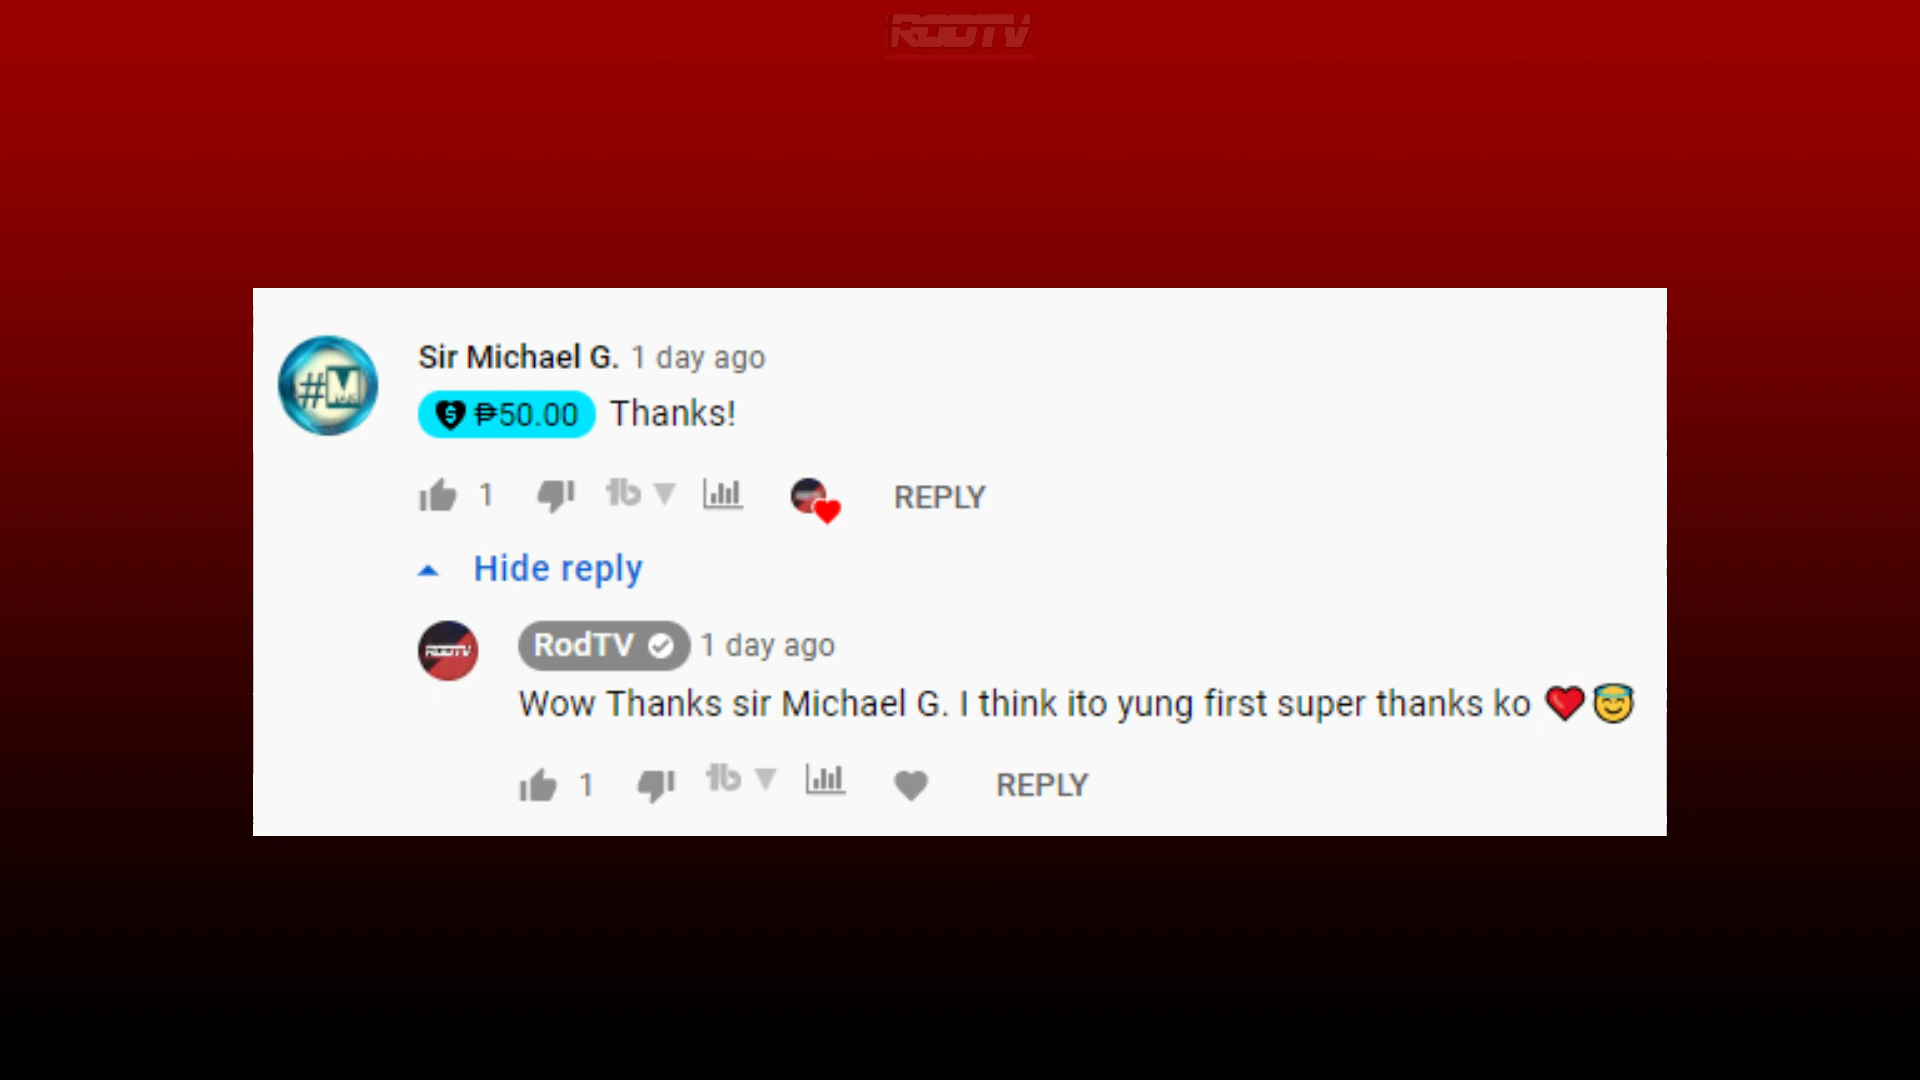 RODTV
Sir Michael G. 1 day ago
₱50.00 Thanks!
1 REPLY
Hide reply
RODTV
RodTV 1 day ago
Wow Thanks sir Michael G. I think ito yung first super thanks ko ❤️😇
1 REPLY